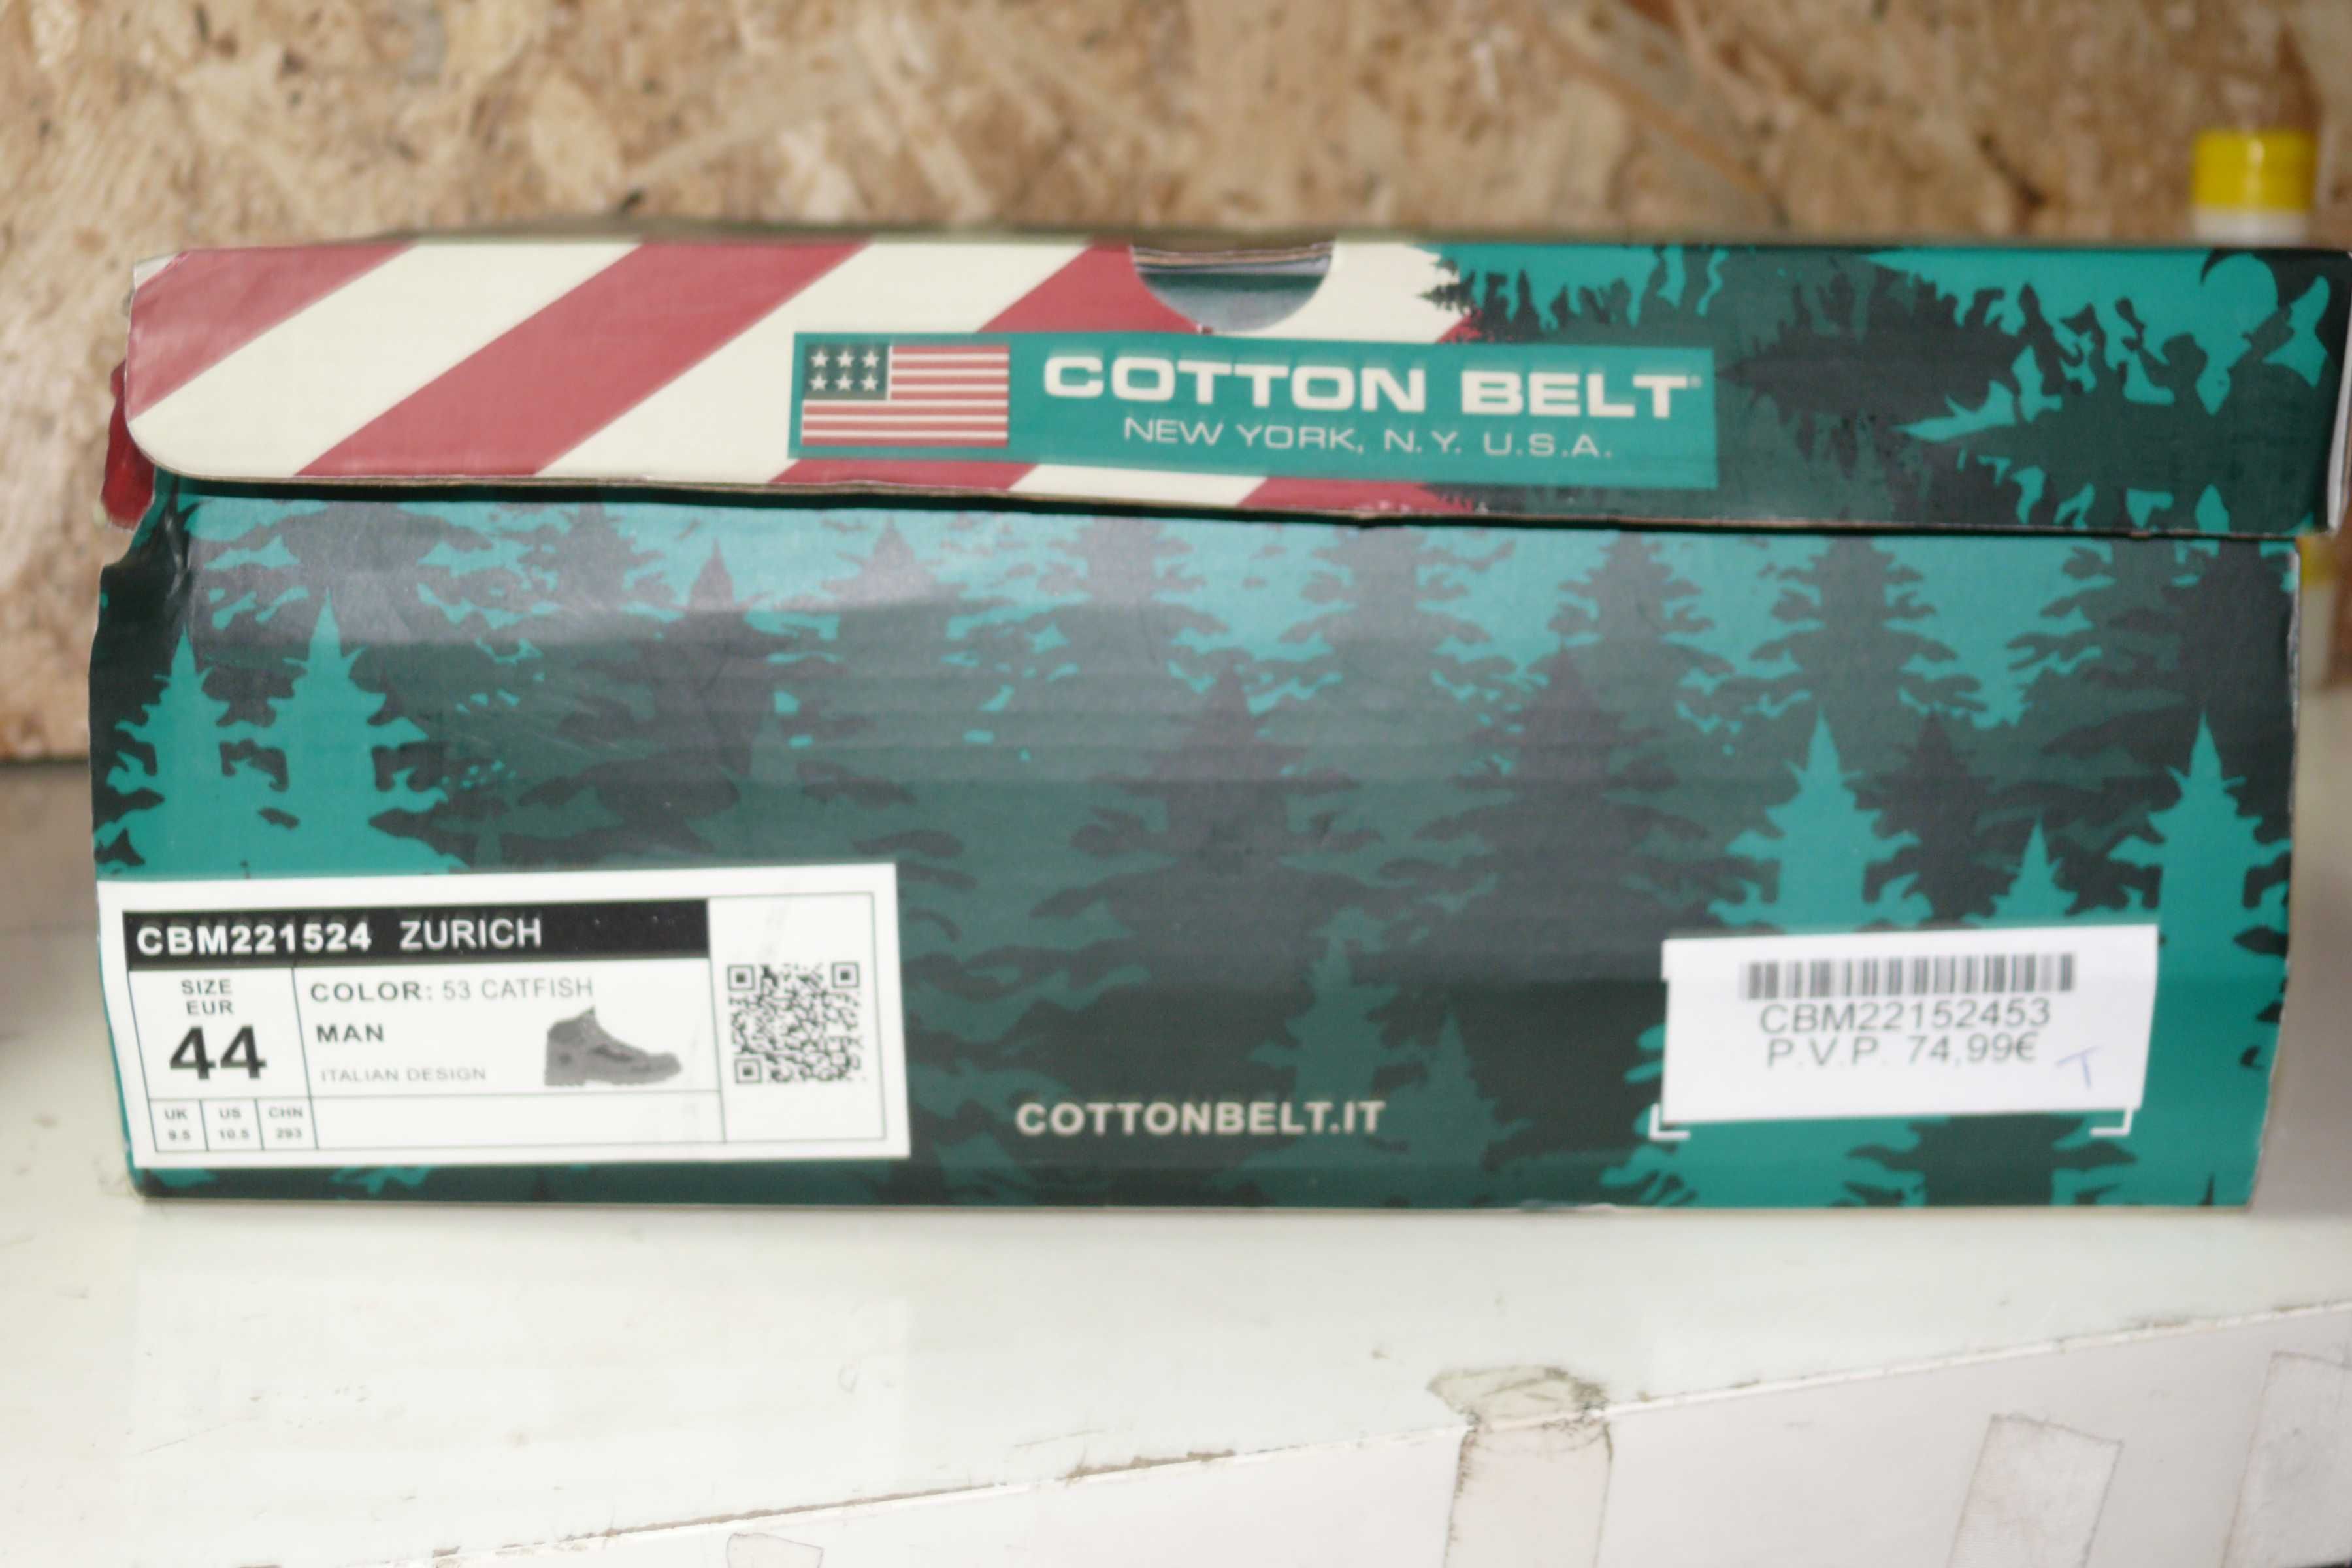 COTTON BELT®
NEW YORK, N.Y. U.S.A.
CBM221524 ZURICH
SIZE
EUR
44
COLOR: 53 CATFISH
MAN
ITALIAN DESIGN
UK US CHN
9.5 10.5 293
COTTONBELT.IT
CBM22152453
P.V.P. 74,99€
T